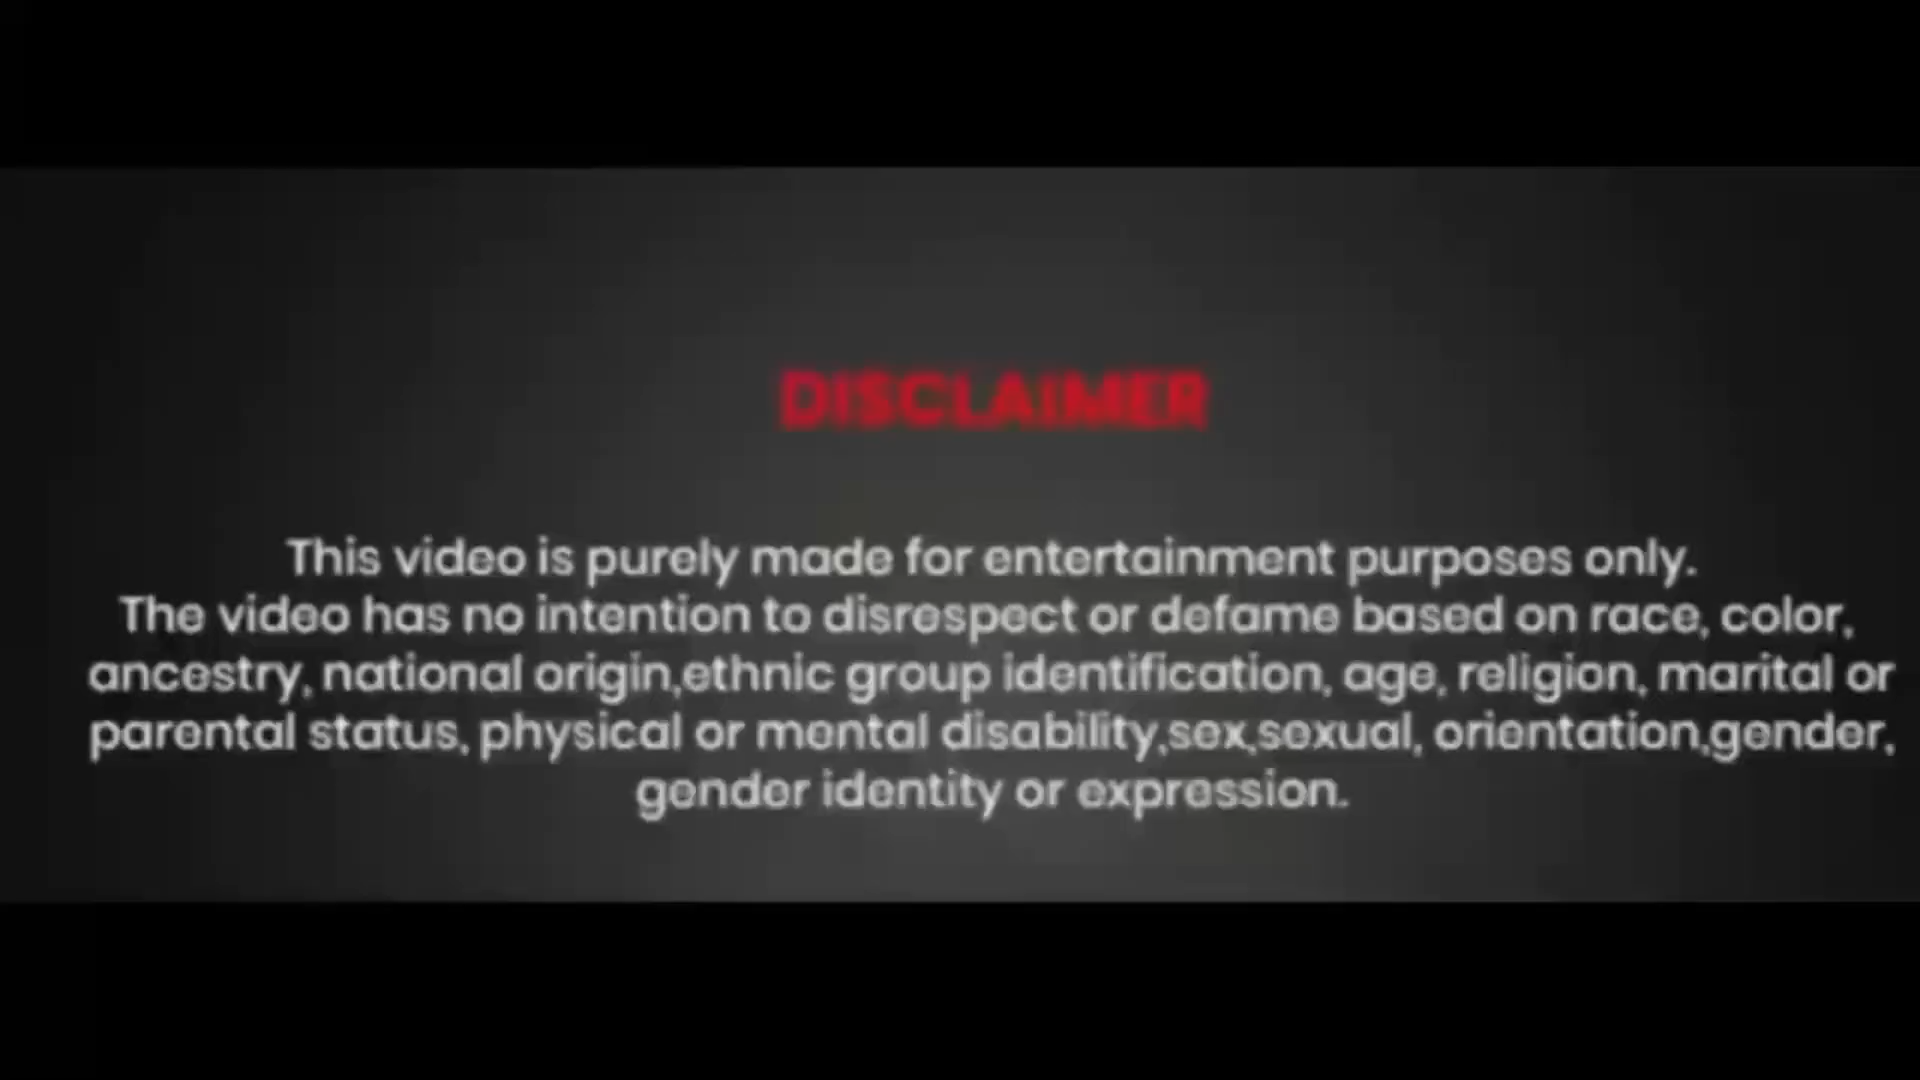 DISCLAIMER
This video is purely made for entertainment purposes only.
The video has no intention to disrespect or defame based on race, color,
ancestry, national origin,ethnic group identification, age, religion, marital or
parental status, physical or mental disability,sex,sexual, orientation,gender,
gender identity or expression.